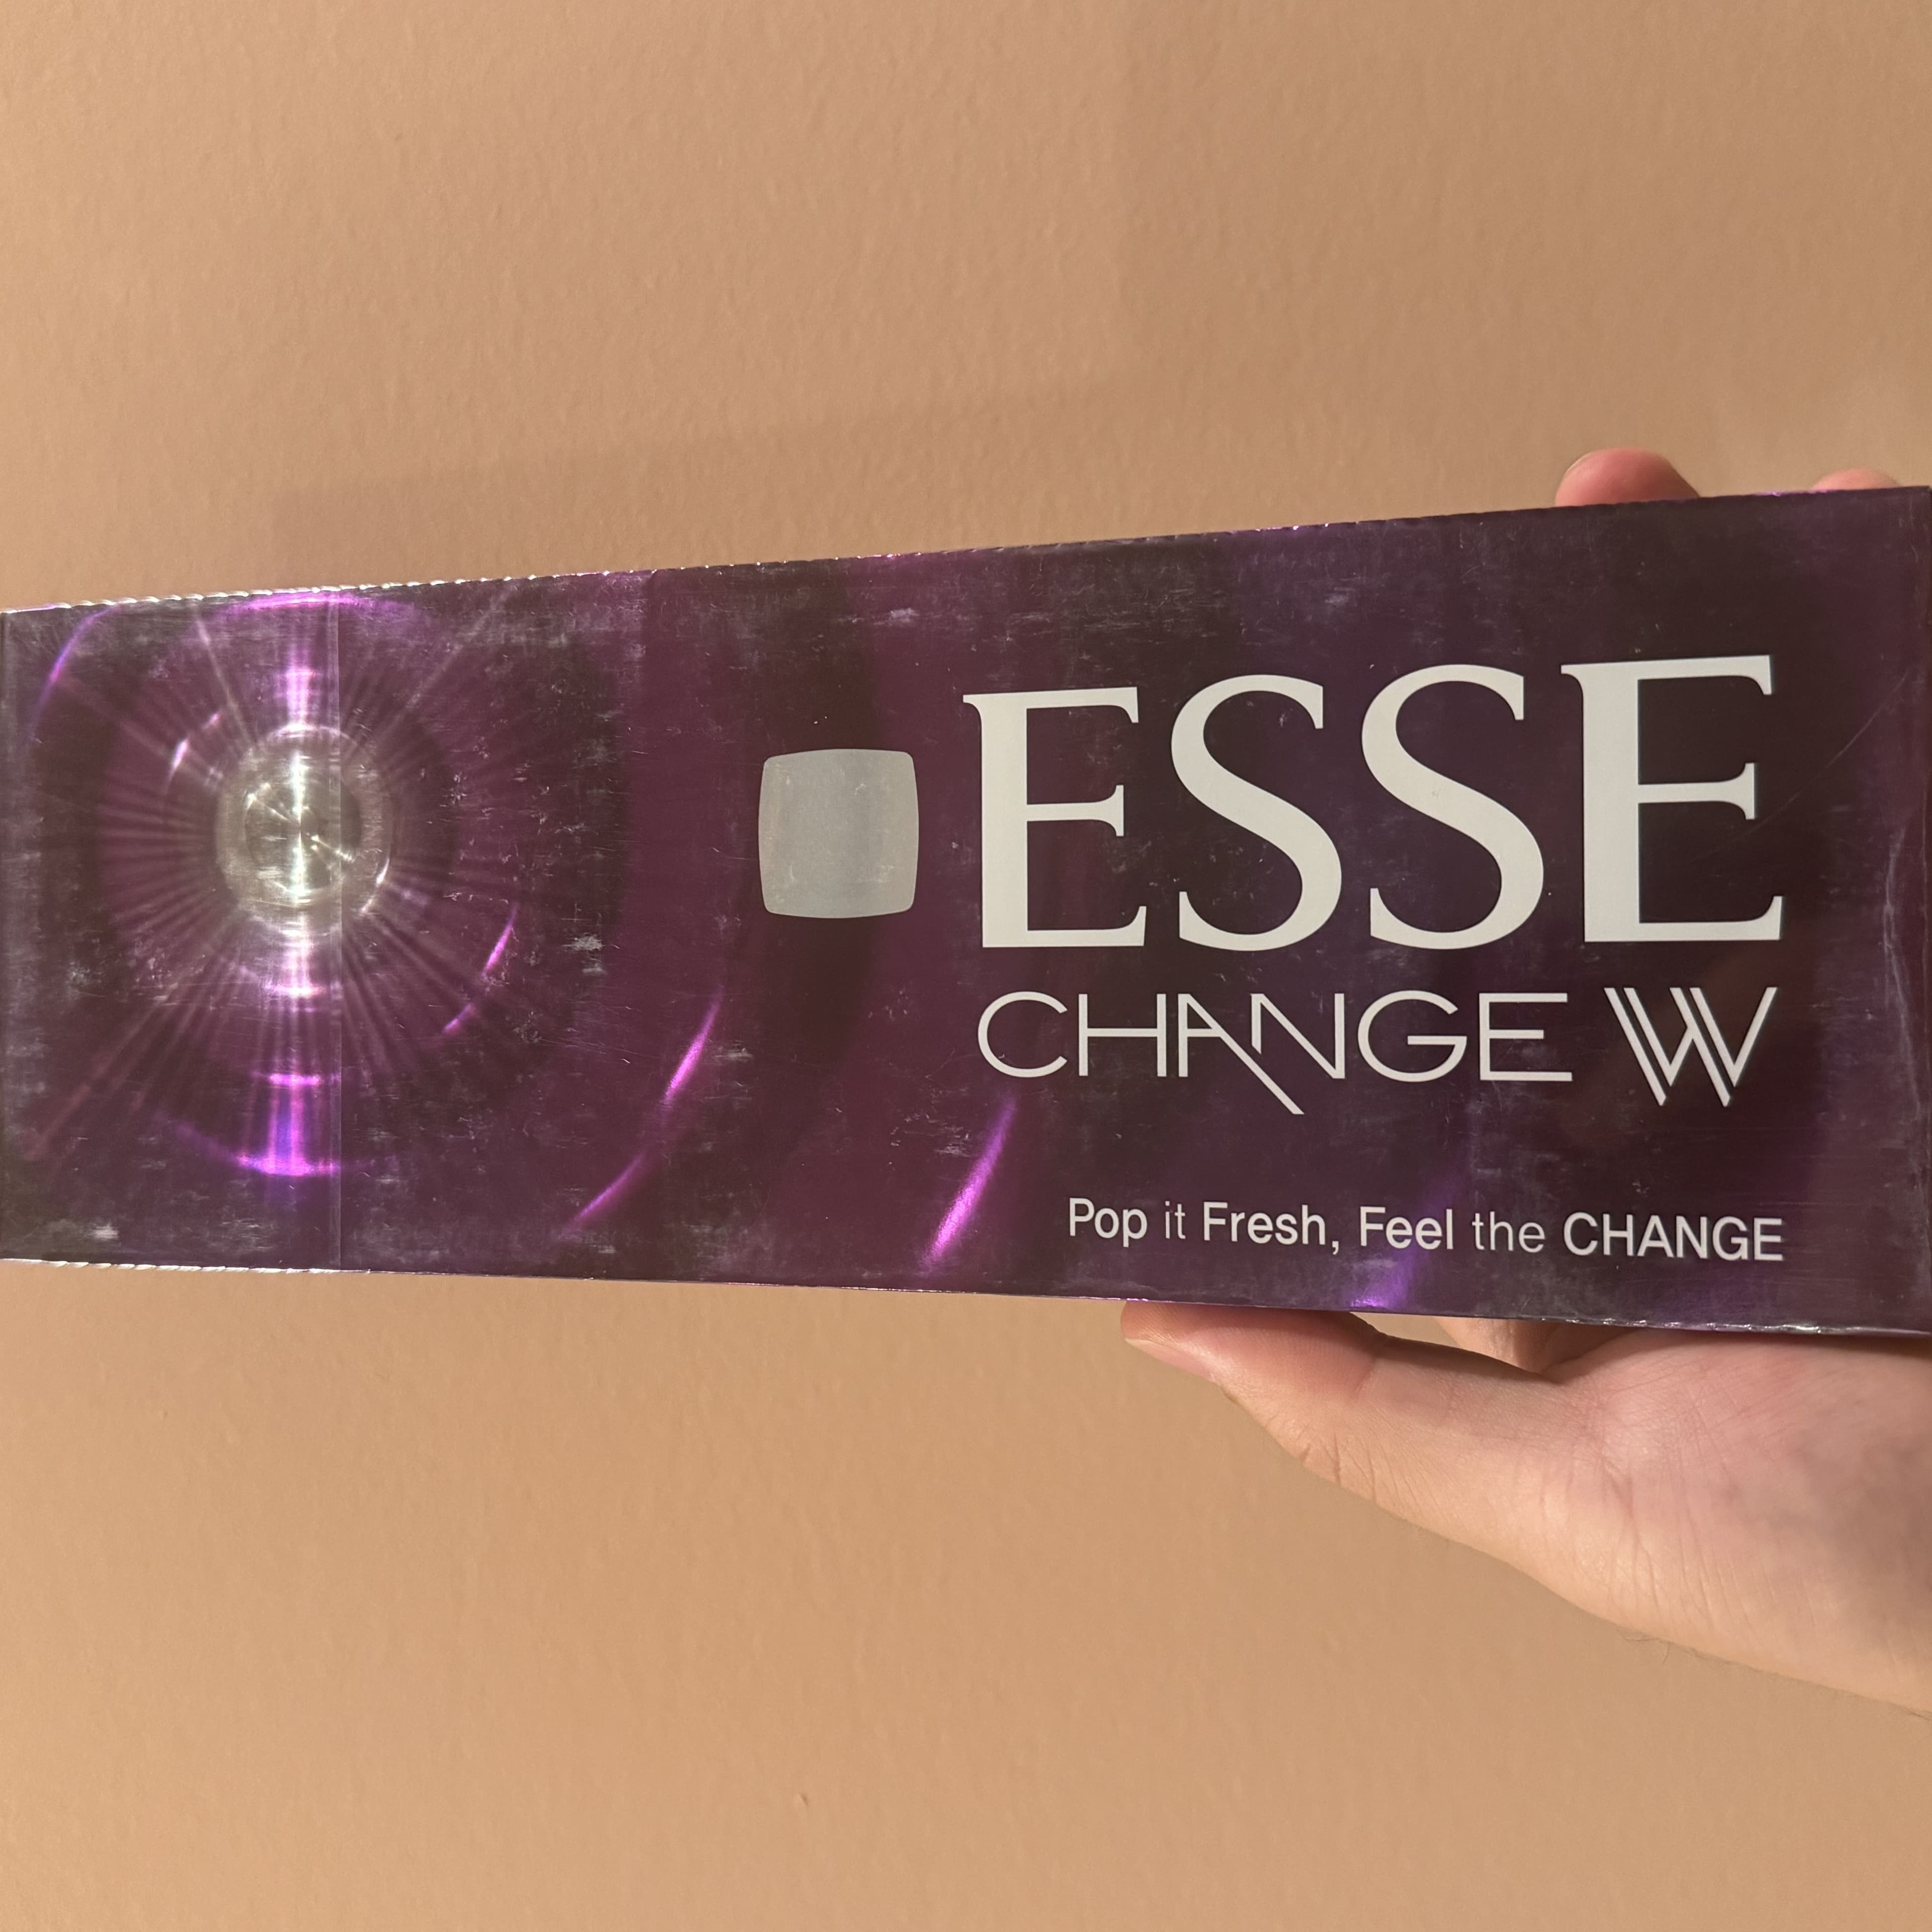 ESSE
CHANGE W
Pop it Fresh, Feel the CHANGE